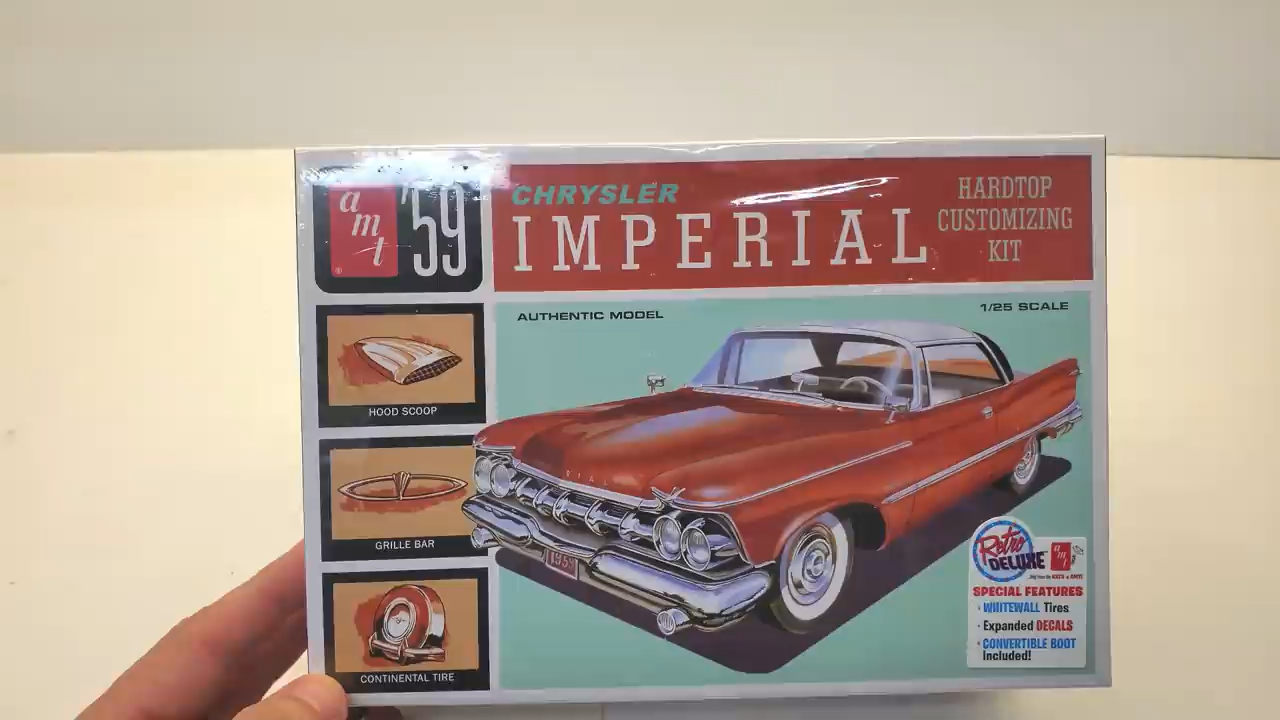 amt
®
'59
CHRYSLER
IMPERIAL
HARDTOP
CUSTOMIZING
KIT
AUTHENTIC MODEL
1/25 SCALE
HOOD SCOOP
GRILLE BAR
CONTINENTAL TIRE
1959
Retro
DELUXE
amt
SPECIAL FEATURES
· WHITEWALL Tires
· Expanded DECALS
· CONVERTIBLE BOOT
Included!